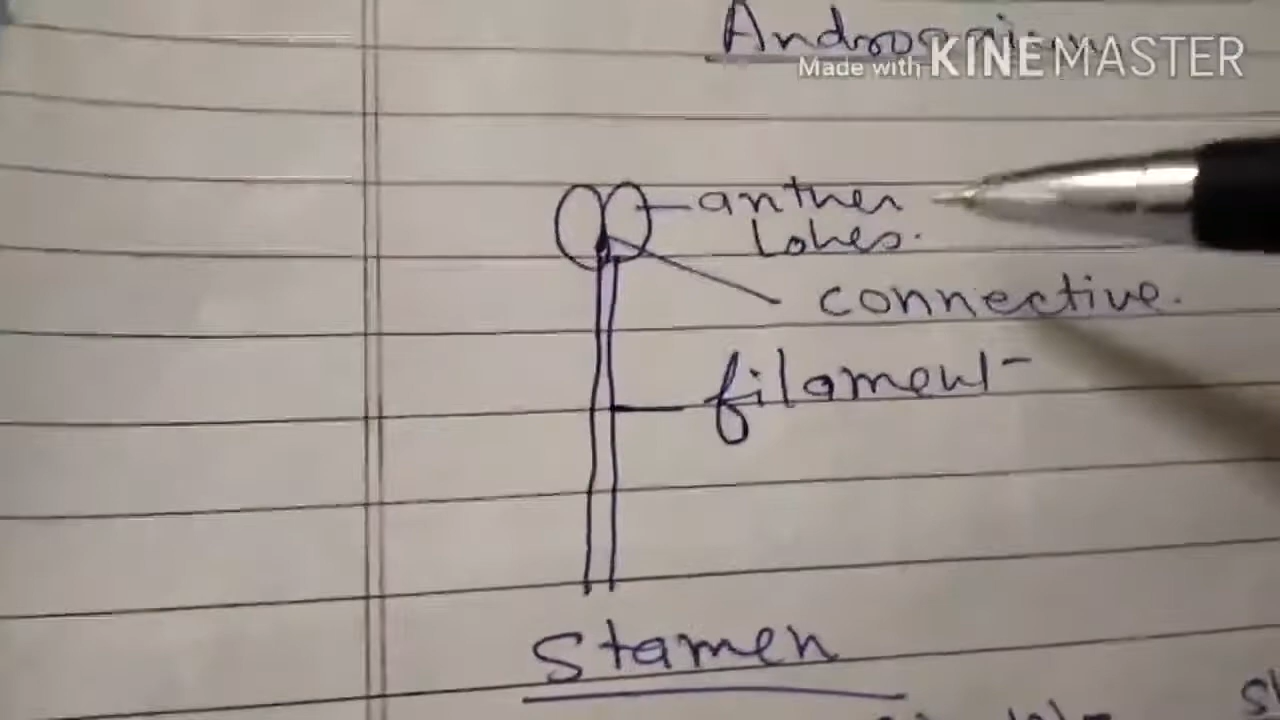 Made with KINEMASTER
anther
lobes.
connective.
filament
Stamen